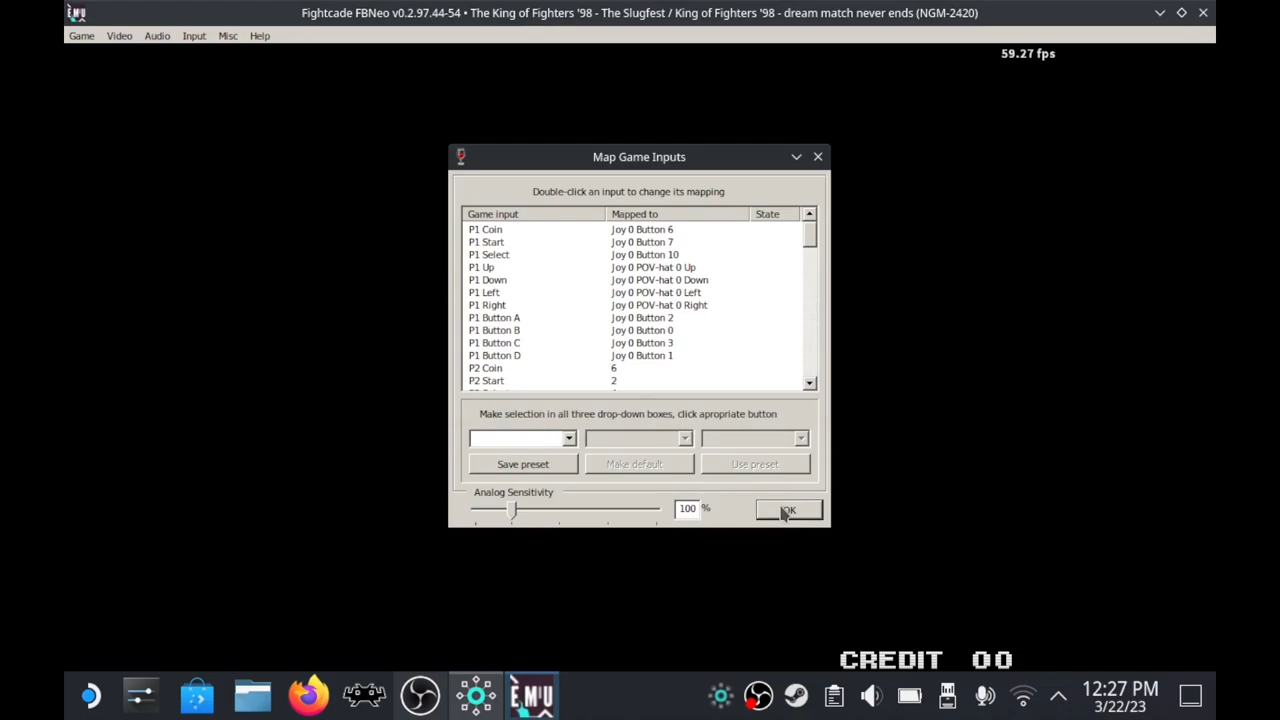 Fightcade FBNeo v0.2.97.44-54 • The King of Fighters '98 - The Slugfest / King of Fighters '98 - dream match never ends (NGM-2420)
Game Video Audio Input Misc Help
59.27 fps
Map Game Inputs
Double-click an input to change its mapping
Game input Mapped to State
P1 Coin Joy 0 Button 6
P1 Start Joy 0 Button 7
P1 Select Joy 0 Button 10
P1 Up Joy 0 POV-hat 0 Up
P1 Down Joy 0 POV-hat 0 Down
P1 Left Joy 0 POV-hat 0 Left
P1 Right Joy 0 POV-hat 0 Right
P1 Button A Joy 0 Button 2
P1 Button B Joy 0 Button 0
P1 Button C Joy 0 Button 3
P1 Button D Joy 0 Button 1
P2 Coin 6
P2 Start 2
Make selection in all three drop-down boxes, click apropriate button
Save preset Make default Use preset
Analog Sensitivity
100 % OK
CREDIT 00
EMU
12:27 PM
3/22/23